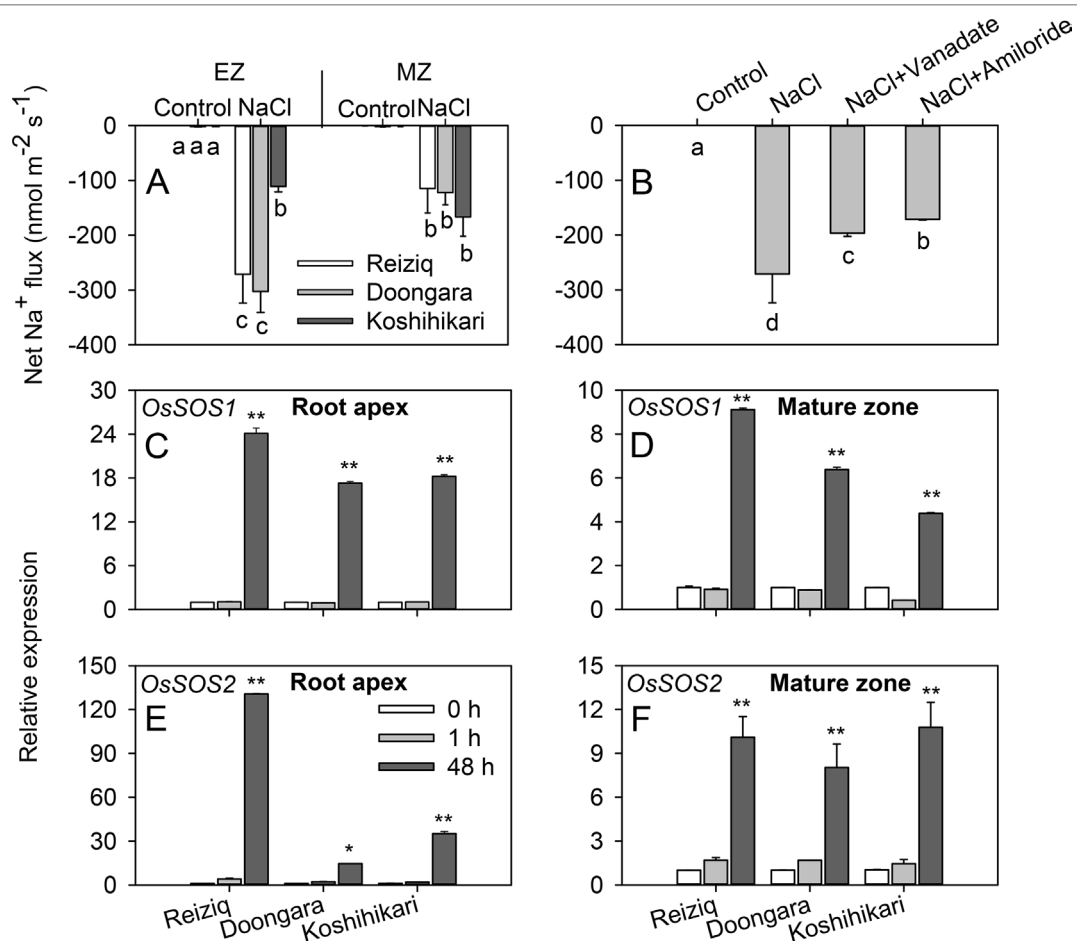 EZ MZ
Control NaCl Control NaCl
Control NaCl NaCl+Vanadate NaCl+Amiloride
Net Na+ flux (nmol m-2 s-1)
0
-100
-200
-300
-400
A
a a a
c c b
b b b
Reiziq
Doongara
Koshihikari
0
-100
-200
-300
-400
B
a
d
c
b
30
24
18
12
6
0
OsSOS1 Root apex
C
** ** **
10
8
6
4
2
0
OsSOS1 Mature zone
D
** ** **
Relative expression
150
120
90
60
30
0
OsSOS2 Root apex
E
** * **
0 h
1 h
48 h
Reiziq Doongara Koshihikari
15
12
9
6
3
0
OsSOS2 Mature zone
F
** ** **
Reiziq Doongara Koshihikari